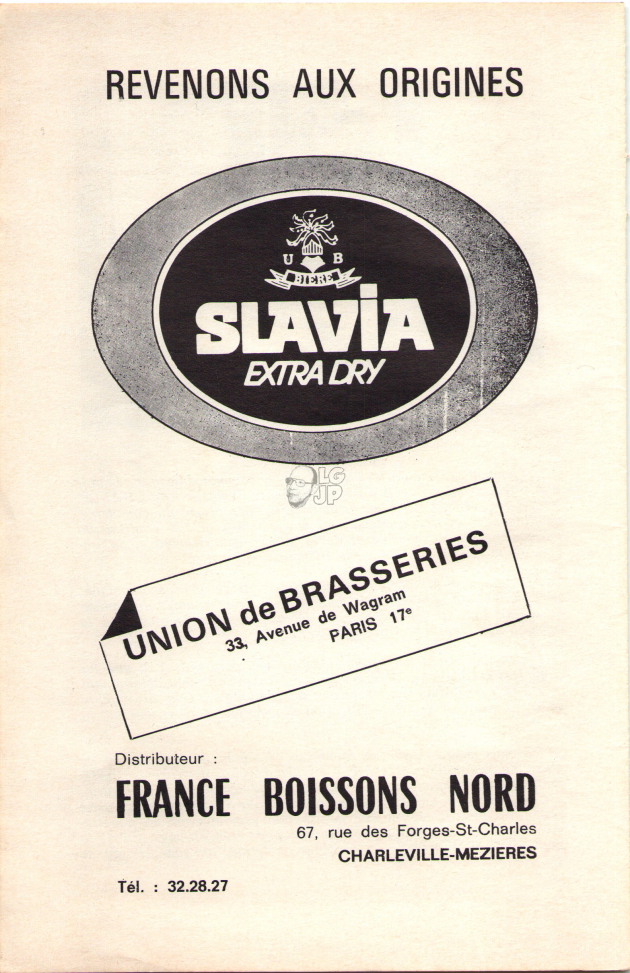 REVENONS AUX ORIGINES
U B
BIERE
SLAVIA
EXTRA DRY
LG
JP
UNION de BRASSERIES
33, Avenue de Wagram
PARIS 17e
Distributeur :
FRANCE BOISSONS NORD
67, rue des Forges-St-Charles
CHARLEVILLE-MEZIERES
Tél. : 32.28.27